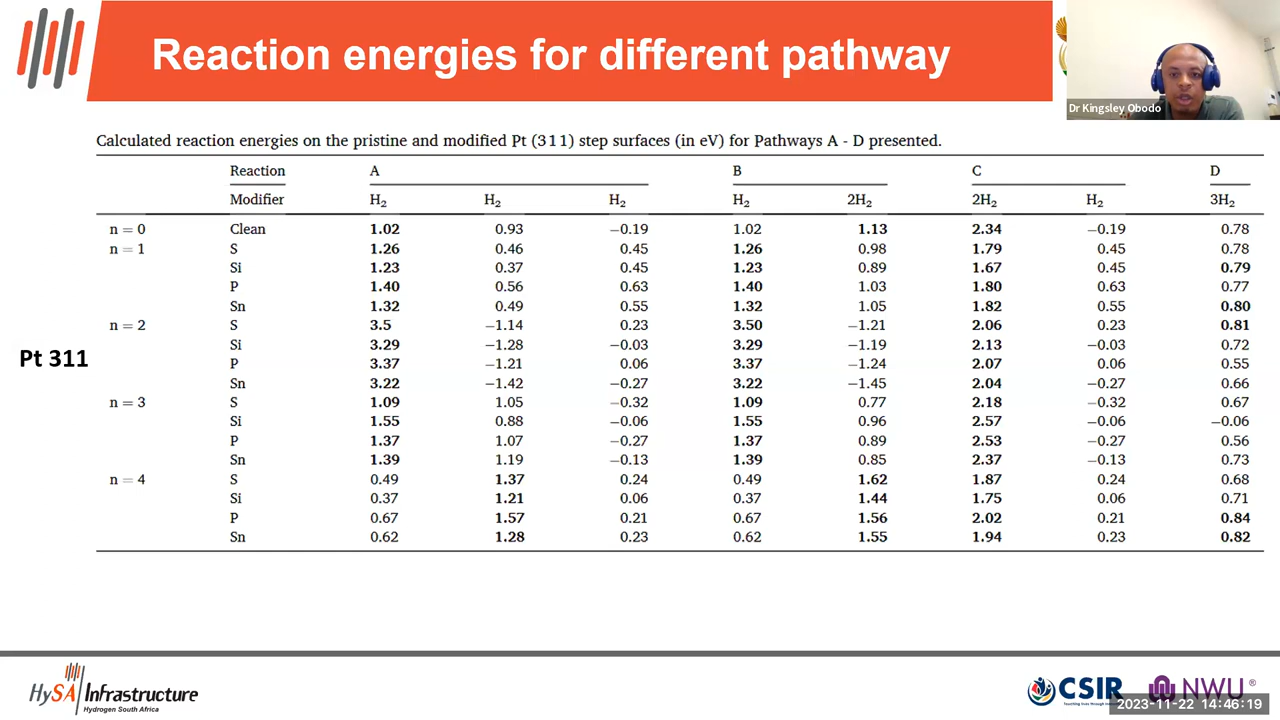 Reaction energies for different pathway
Dr Kingsley Obodo
Calculated reaction energies on the pristine and modified Pt (311) step surfaces (in eV) for Pathways A - D presented.
Reaction A B C D
Modifier H₂ H₂ H₂ H₂ 2H₂ 2H₂ H₂ 3H₂
n = 0 Clean 1.02 0.93 −0.19 1.02 1.13 2.34 −0.19 0.78
n = 1 S 1.26 0.46 0.45 1.26 0.98 1.79 0.45 0.78
Si 1.23 0.37 0.45 1.23 0.89 1.67 0.45 0.79
P 1.40 0.56 0.63 1.40 1.03 1.80 0.63 0.77
Sn 1.32 0.49 0.55 1.32 1.05 1.82 0.55 0.80
n = 2 S 3.5 −1.14 0.23 3.50 −1.21 2.06 0.23 0.81
Si 3.29 −1.28 −0.03 3.29 −1.19 2.13 −0.03 0.72
Pt 311
P 3.37 −1.21 0.06 3.37 −1.24 2.07 0.06 0.55
Sn 3.22 −1.42 −0.27 3.22 −1.45 2.04 −0.27 0.66
n = 3 S 1.09 1.05 −0.32 1.09 0.77 2.18 −0.32 0.67
Si 1.55 0.88 −0.06 1.55 0.96 2.57 −0.06 −0.06
P 1.37 1.07 −0.27 1.37 0.89 2.53 −0.27 0.56
Sn 1.39 1.19 −0.13 1.39 0.85 2.37 −0.13 0.73
n = 4 S 0.49 1.37 0.24 0.49 1.62 1.87 0.24 0.68
Si 0.37 1.21 0.06 0.37 1.44 1.75 0.06 0.71
P 0.67 1.57 0.21 0.67 1.56 2.02 0.21 0.84
Sn 0.62 1.28 0.23 0.62 1.55 1.94 0.23 0.82
HySA Infrastructure
Hydrogen South Africa
CSIR
NWU®
2023-11-22 14:46:19